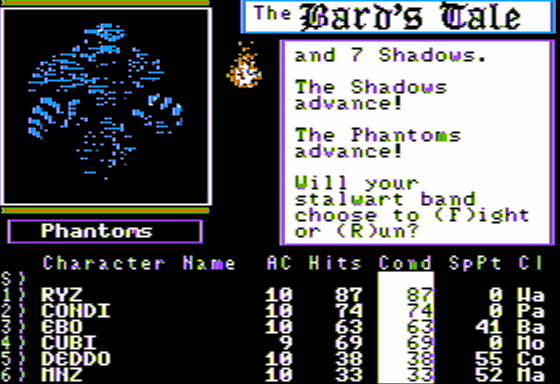 The Bard's Tale
and 7 Shadows.
The Shadows
advance!
The Phantoms
advance!
Will your
stalwart band
choose to (F)ight
or (R)un?
Phantoms
Character Name AC Hits Cond SpPt Cl
S)
1) RYZ 10 87 87 0 Wa
2) CONDI 10 74 74 0 Pa
3) EBO 10 63 63 41 Ba
4) CUBI 9 69 69 0 Mo
5) DEDDO 10 38 38 55 Co
6) MNZ 10 33 33 52 Ma